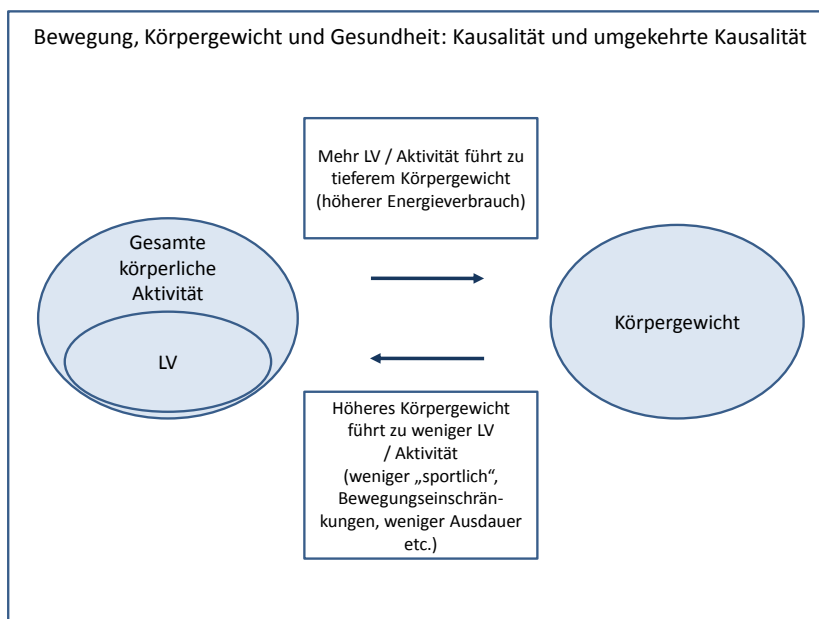 Bewegung, Körpergewicht und Gesundheit: Kausalität und umgekehrte Kausalität
Mehr LV / Aktivität führt zu
tieferem Körpergewicht
(höherer Energieverbrauch)
Gesamte
körperliche
Aktivität
LV
Körpergewicht
Höheres Körpergewicht
führt zu weniger LV
/ Aktivität
(weniger „sportlich“,
Bewegungseinschrän-
kungen, weniger Ausdauer
etc.)